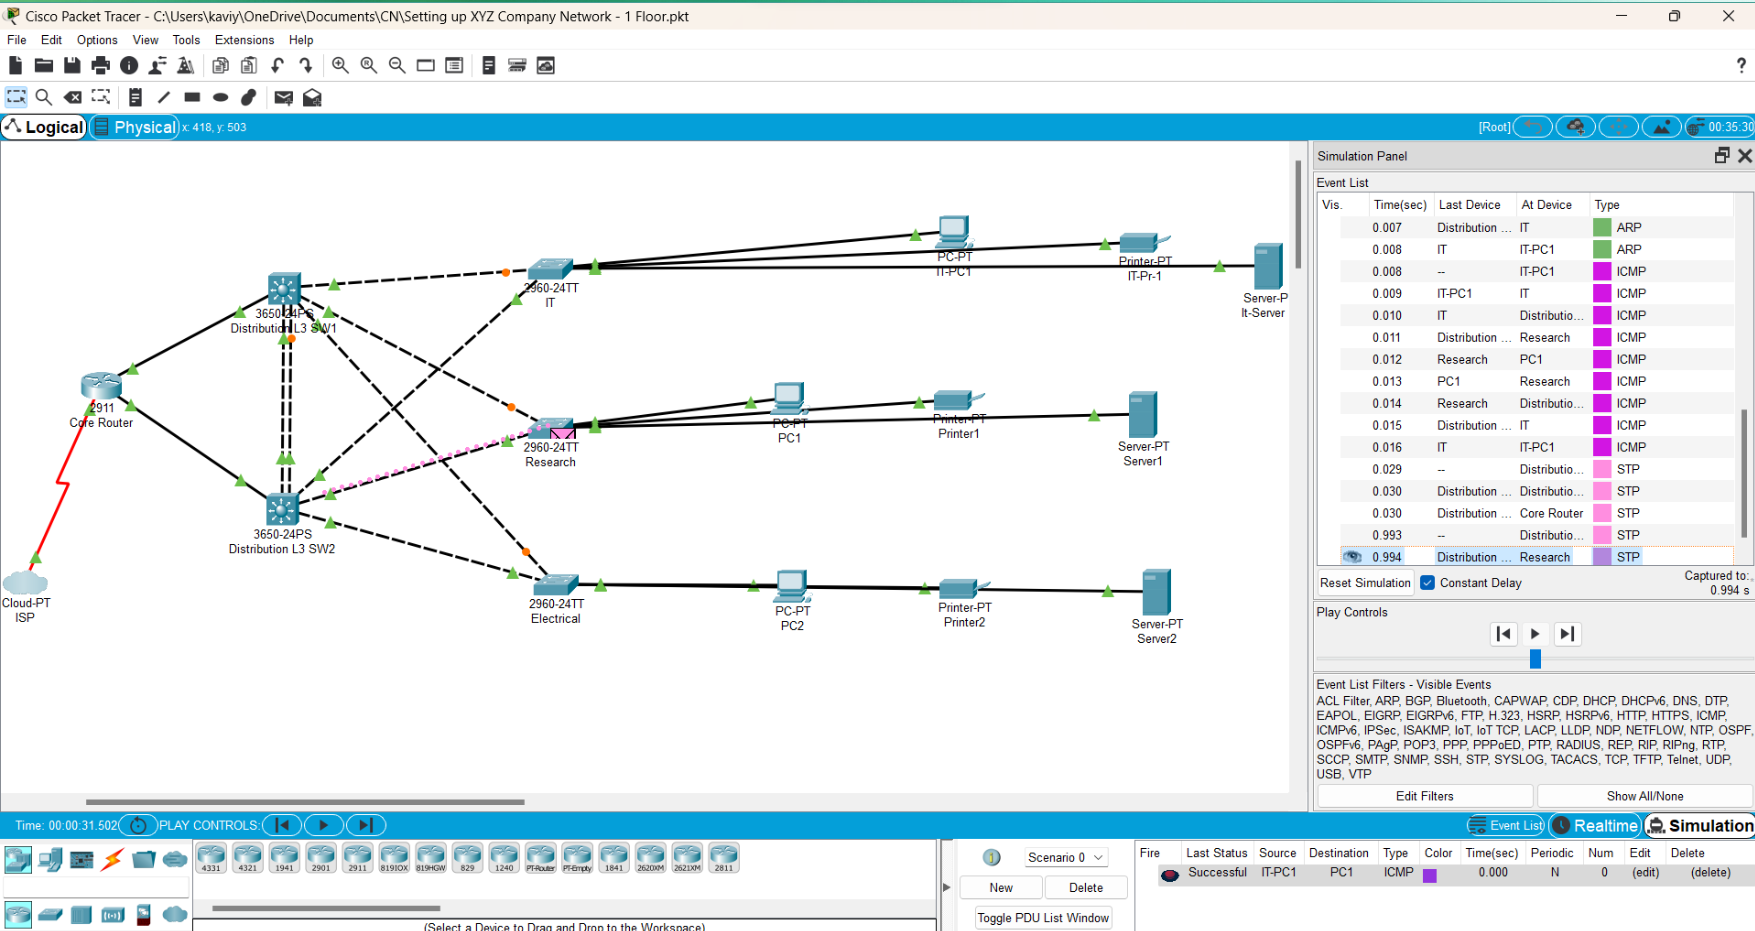 Cisco Packet Tracer - C:\Users\kaviy\OneDrive\Documents\CN\Setting up XYZ Company Network - 1 Floor.pkt
File Edit Options View Tools Extensions Help
?
Logical Physical x: 418, y: 503 [Root] 00:35:30
Simulation Panel
Event List
Vis. Time(sec) Last Device At Device Type
0.007 Distribution ... IT ARP
0.008 IT IT-PC1 ARP
0.008 -- IT-PC1 ICMP
0.009 IT-PC1 IT ICMP
0.010 IT Distributio... ICMP
0.011 Distribution ... Research ICMP
0.012 Research PC1 ICMP
0.013 PC1 Research ICMP
0.014 Research Distributio... ICMP
0.015 Distribution ... IT ICMP
0.016 IT IT-PC1 ICMP
0.029 -- Distributio... STP
0.030 Distribution ... Distributio... STP
0.030 Distribution ... Core Router STP
0.993 -- Distributio... STP
0.994 Distribution ... Research STP
Reset Simulation Constant Delay Captured to:
0.994 s
Play Controls
Event List Filters - Visible Events
ACL Filter, ARP, BGP, Bluetooth, CAPWAP, CDP, DHCP, DHCPv6, DNS, DTP,
EAPOL, EIGRP, EIGRPv6, FTP, H.323, HSRP, HSRPv6, HTTP, HTTPS, ICMP,
ICMPv6, IPSec, ISAKMP, IoT, IoT TCP, LACP, LLDP, NDP, NETFLOW, NTP, OSPF,
OSPFv6, PAgP, POP3, PPP, PPPoED, PTP, RADIUS, REP, RIP, RIPng, RTP,
SCCP, SMTP, SNMP, SSH, STP, SYSLOG, TACACS, TCP, TFTP, Telnet, UDP,
USB, VTP
Edit Filters Show All/None
PC-PT
IT-PC1
Printer-PT
IT-Pr-1
Server-P
It-Server
2960-24TT
IT
3650-24PS
Distribution L3 SW1
2911
Core Router
PC-PT
PC1
Printer-PT
Printer1
Server-PT
Server1
2960-24TT
Research
3650-24PS
Distribution L3 SW2
Cloud-PT
ISP
2960-24TT
Electrical
PC-PT
PC2
Printer-PT
Printer2
Server-PT
Server2
Time: 00:00:31.502 PLAY CONTROLS: Event List Realtime Simulation
4331 4321 1941 2901 2911 819IOX 819HGW 829 1240 PT-Router PT-Empty 1841 2620XM 2621XM 2811
(Select a Device to Drag and Drop to the Workspace)
Scenario 0
New Delete
Toggle PDU List Window
Fire Last Status Source Destination Type Color Time(sec) Periodic Num Edit Delete
Successful IT-PC1 PC1 ICMP 0.000 N 0 (edit) (delete)